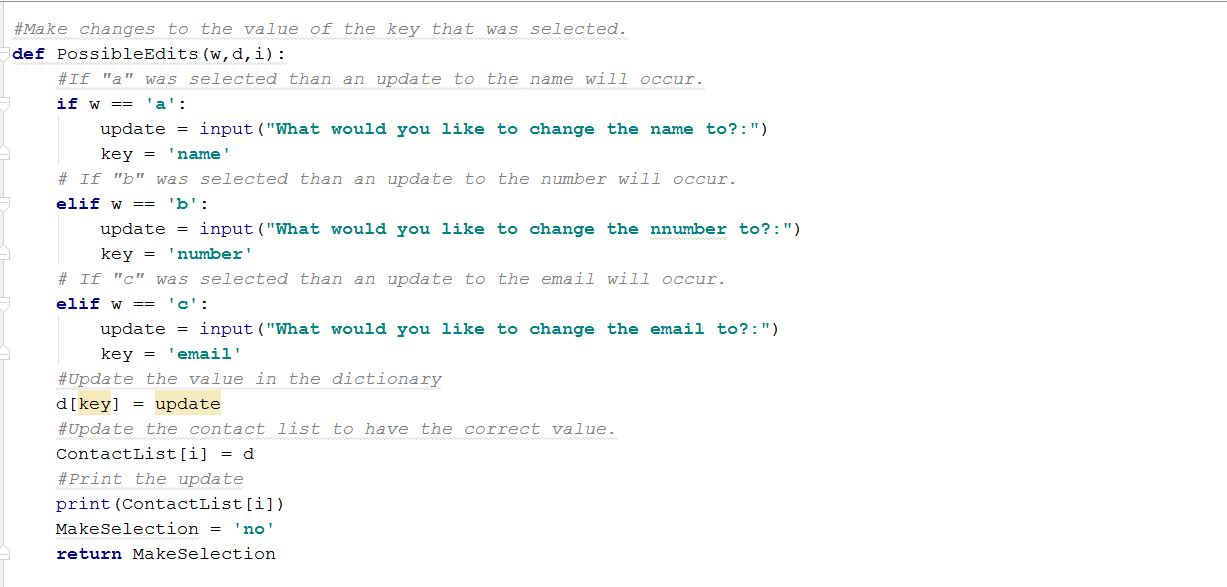 #Make changes to the value of the key that was selected.
def PossibleEdits(w,d,i):
    #If "a" was selected than an update to the name will occur.
    if w == 'a':
        update = input("What would you like to change the name to?:")
        key = 'name'
    # If "b" was selected than an update to the number will occur.
    elif w == 'b':
        update = input("What would you like to change the nnumber to?:")
        key = 'number'
    # If "c" was selected than an update to the email will occur.
    elif w == 'c':
        update = input("What would you like to change the email to?:")
        key = 'email'
    #Update the value in the dictionary
    d[key] = update
    #Update the contact list to have the correct value.
    ContactList[i] = d
    #Print the update
    print(ContactList[i])
    MakeSelection = 'no'
    return MakeSelection